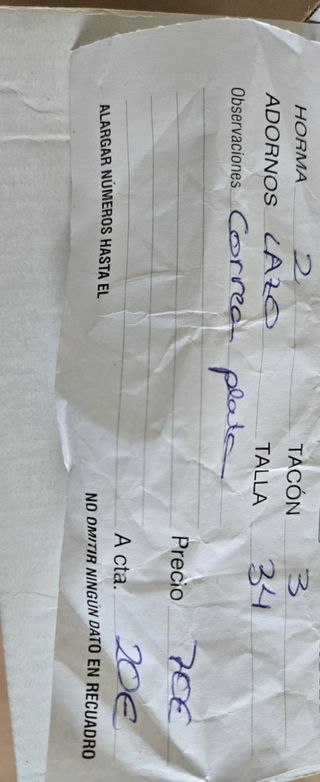 HORMA 2 TACÓN 3
ADORNOS LAZO TALLA 34
Observaciones Correa plata
Precio 70€
A cta. 20€
ALARGAR NÚMEROS HASTA EL NO OMITIR NINGÚN DATO EN RECUADRO